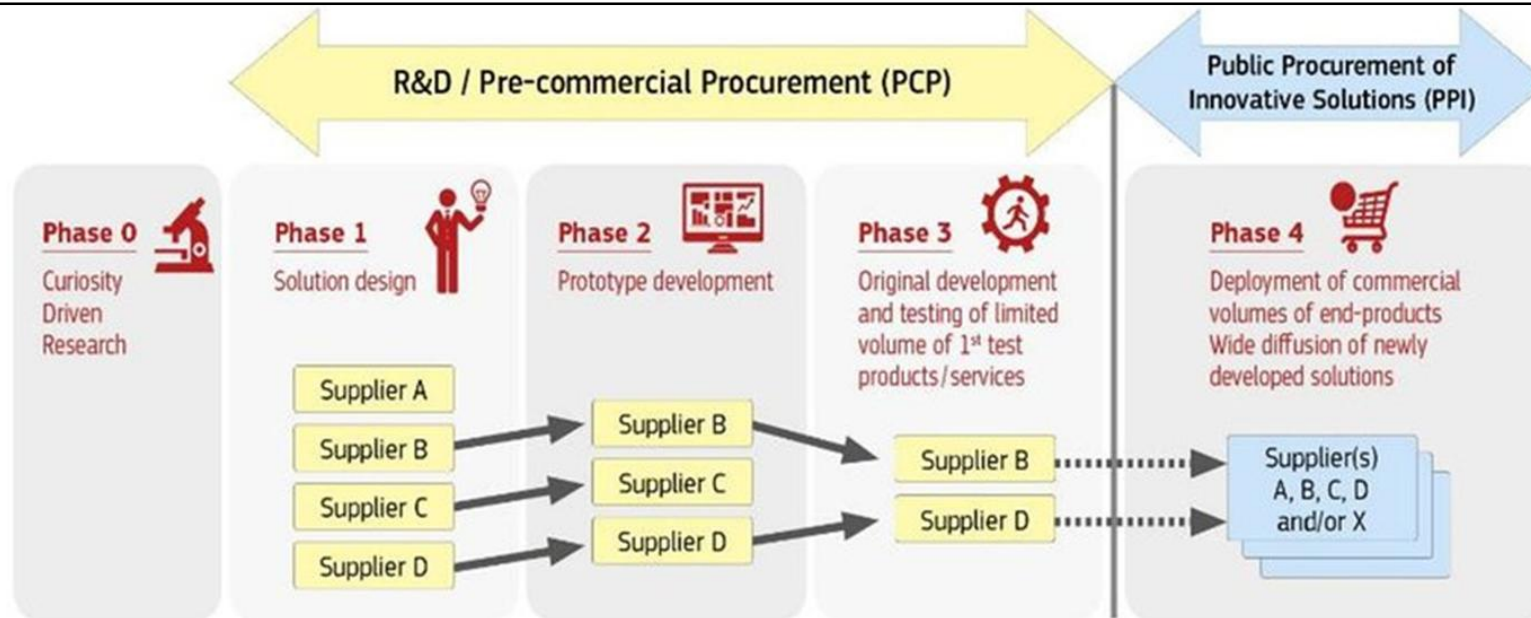 R&D / Pre-commercial Procurement (PCP)
Public Procurement of
Innovative Solutions (PPI)
Phase 0
Curiosity
Driven
Research
Phase 1
Solution design
Supplier A
Supplier B
Supplier C
Supplier D
Phase 2
Prototype development
Supplier B
Supplier C
Supplier D
Phase 3
Original development
and testing of limited
volume of 1st test
products/services
Supplier B
Supplier D
Phase 4
Deployment of commercial
volumes of end-products
Wide diffusion of newly
developed solutions
Supplier(s)
A, B, C, D
and/or X